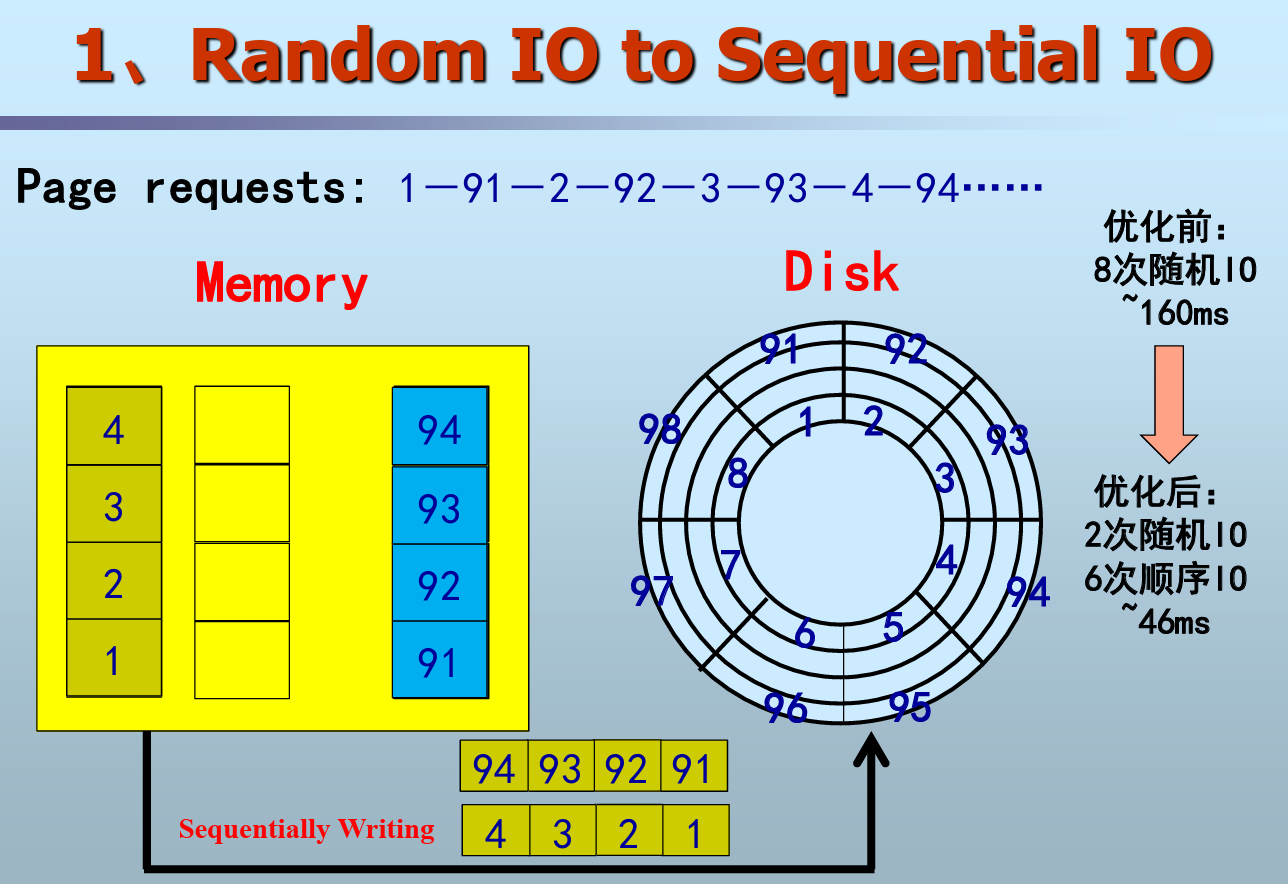 1、Random IO to Sequential IO
Page requests: 1－91－2－92－3－93－4－94……
Memory
Disk
优化前：
8次随机IO
~160ms
优化后：
2次随机IO
6次顺序IO
~46ms
4
3
2
1
94
93
92
91
91
92
93
94
95
96
97
98
1
2
3
4
5
6
7
8
94 93 92 91
Sequentially Writing
4 3 2 1